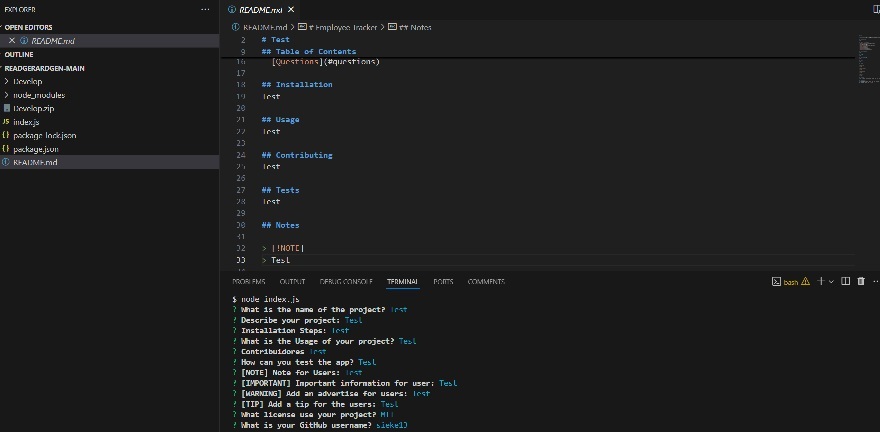 EXPLORER
README.md
OPEN EDITORS
README.md
README.md > # Employee Tracker > ## Notes
OUTLINE
READGERARDGEN-MAIN
Develop
node_modules
Develop.zip
JS index.js
{} package-lock.json
{} package.json
README.md
2 # Test
9 ## Table of Contents
16 [Questions](#questions)
17
18 ## Installation
19 Test
20
21 ## Usage
22 Test
23
24 ## Contributing
25 Test
26
27 ## Tests
28 Test
29
30 ## Notes
31
32 > [!NOTE]
33 > Test
PROBLEMS OUTPUT DEBUG CONSOLE TERMINAL PORTS COMMENTS
bash
$ node index.js
? What is the name of the project? Test
? Describe your project: Test
? Installation Steps: Test
? What is the Usage of your project? Test
? Contribuidores Test
? How can you test the app? Test
? [NOTE] Note for Users: Test
? [IMPORTANT] Inportant information for user: Test
? [WARNING] Add an advertise for users: Test
? [TIP] Add a tip for the users: Test
? What license use your project? MIT
? What is your GitHub username? sieke13